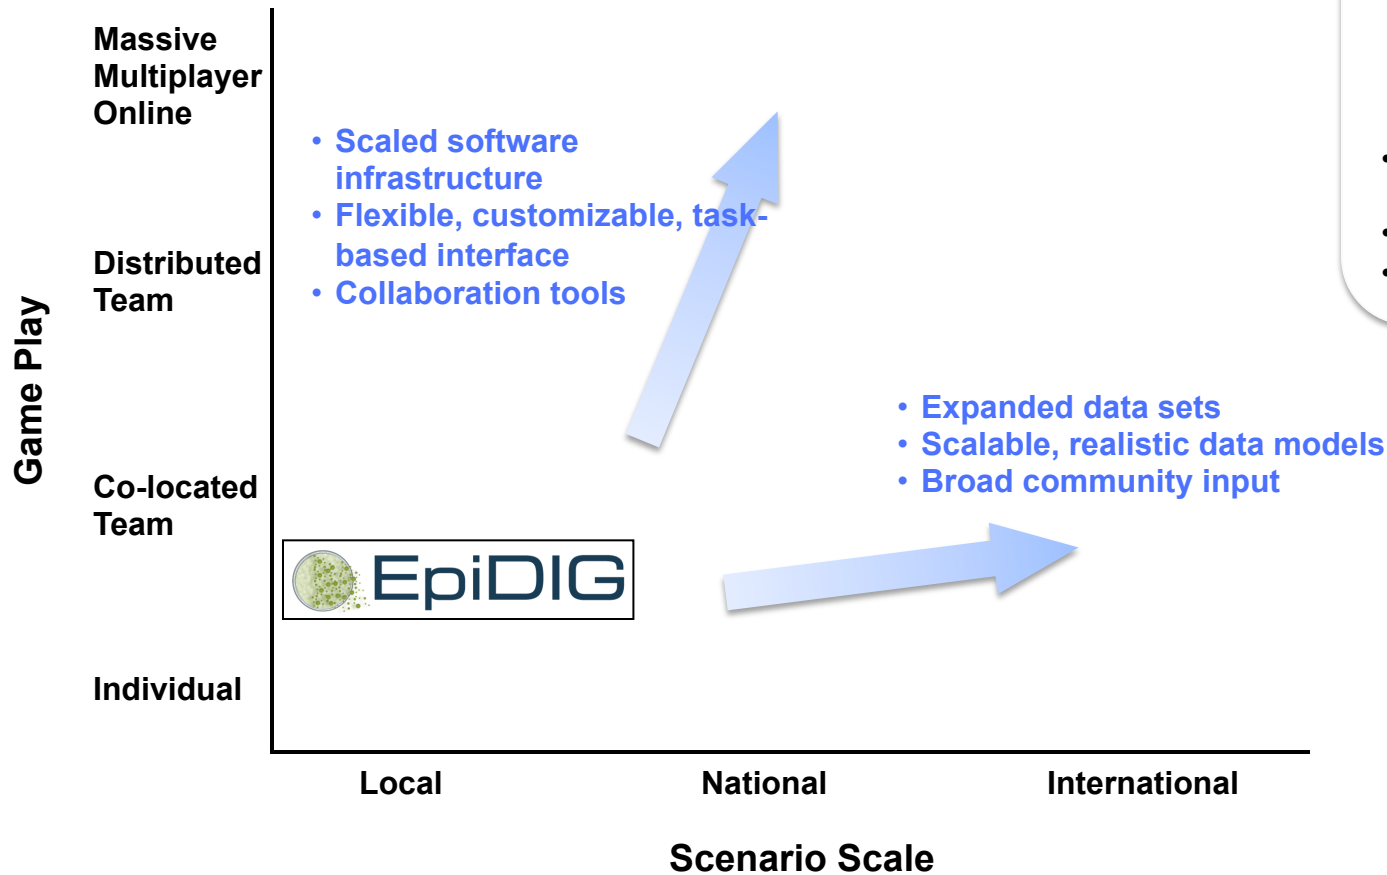 Massive
Multiplayer
Online
• Scaled software
infrastructure
• Flexible, customizable, task-
based interface
• Collaboration tools
Distributed
Team
Game Play
• Expanded data sets
• Scalable, realistic data models
• Broad community input
Co-located
Team
EpiDIG
Individual
Local
National
International
Scenario Scale